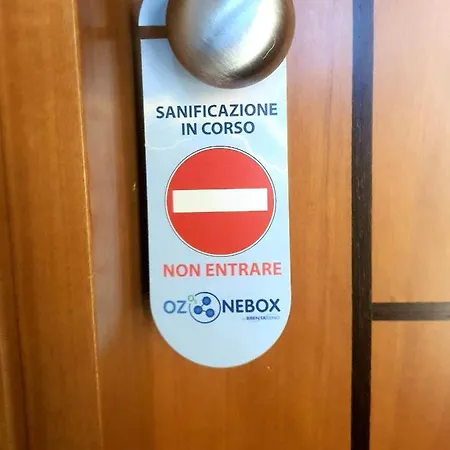 SANIFICAZIONE
IN CORSO
NON ENTRARE
OZONEBOX